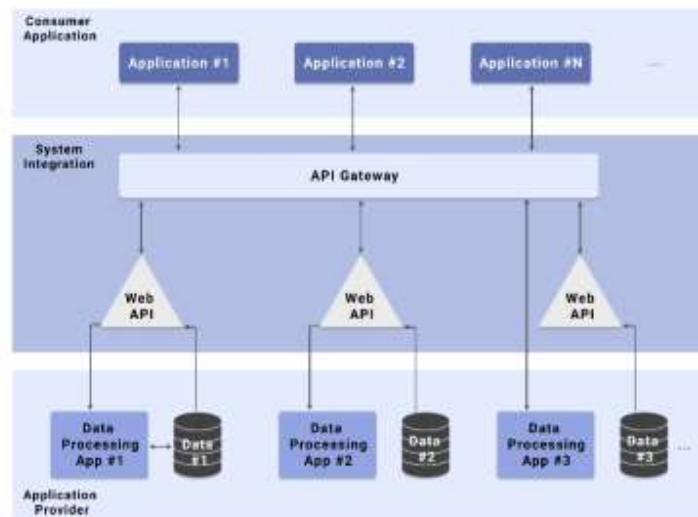 Consumer
Application
Application #1
Application #2
Application #N
...
System
Integration
API Gateway
Web
API
Web
API
Web
API
Data
Processing
App #1
Data
#1
Data
Processing
App #2
Data
#2
Data
Processing
App #3
Data
#3
...
Application
Provider